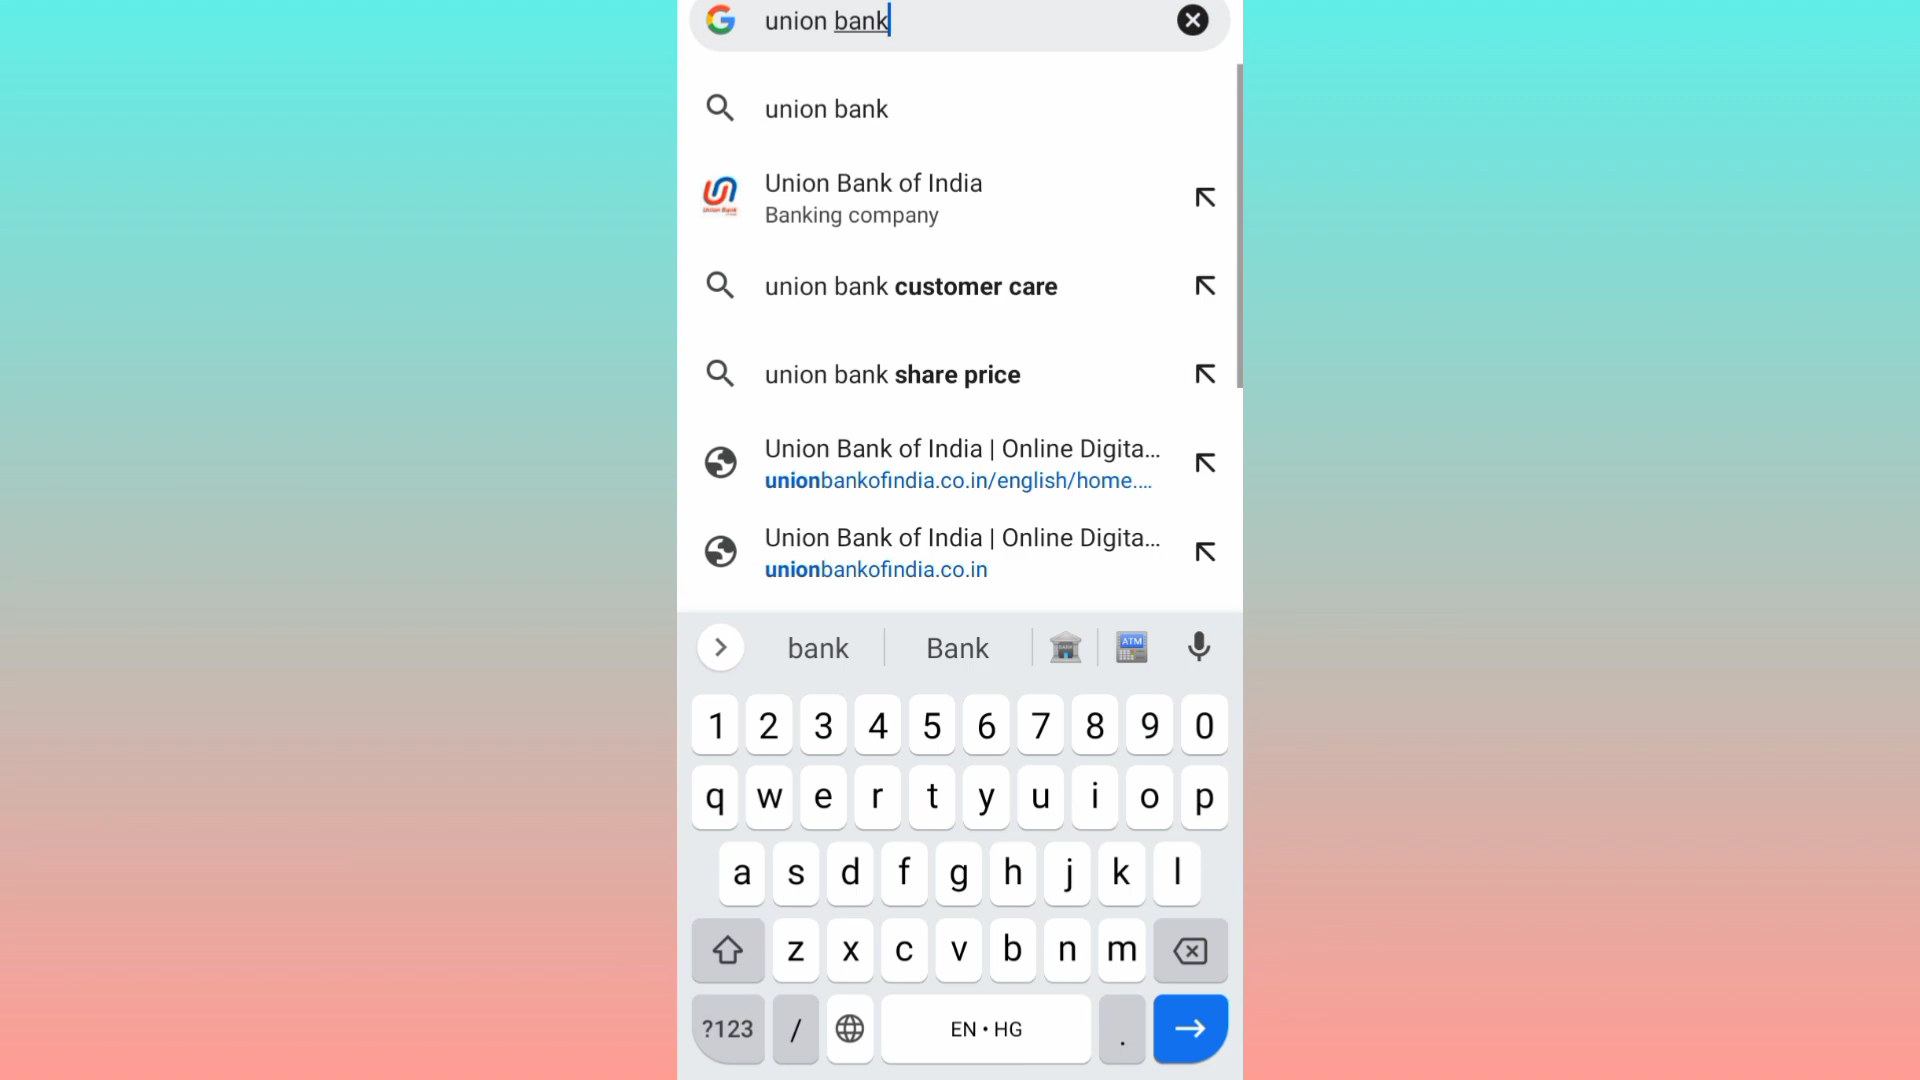 union bank
union bank
Union Bank of India
Banking company
union bank customer care
union bank share price
Union Bank of India | Online Digita...
unionbankofindia.co.in/english/home....
Union Bank of India | Online Digita...
unionbankofindia.co.in
bank Bank
1 2 3 4 5 6 7 8 9 0
q w e r t y u i o p
a s d f g h j k l
z x c v b n m
?123 / EN • HG .